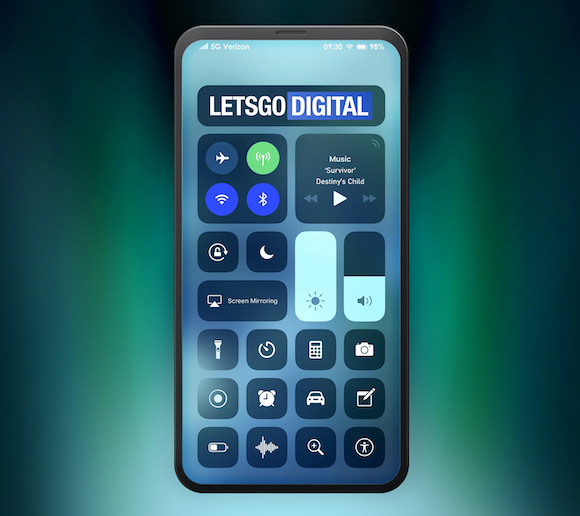 5G Verizon 09:30 98%
LETSGO DIGITAL
Music
'Survivor'
Destiny's Child
Screen Mirroring